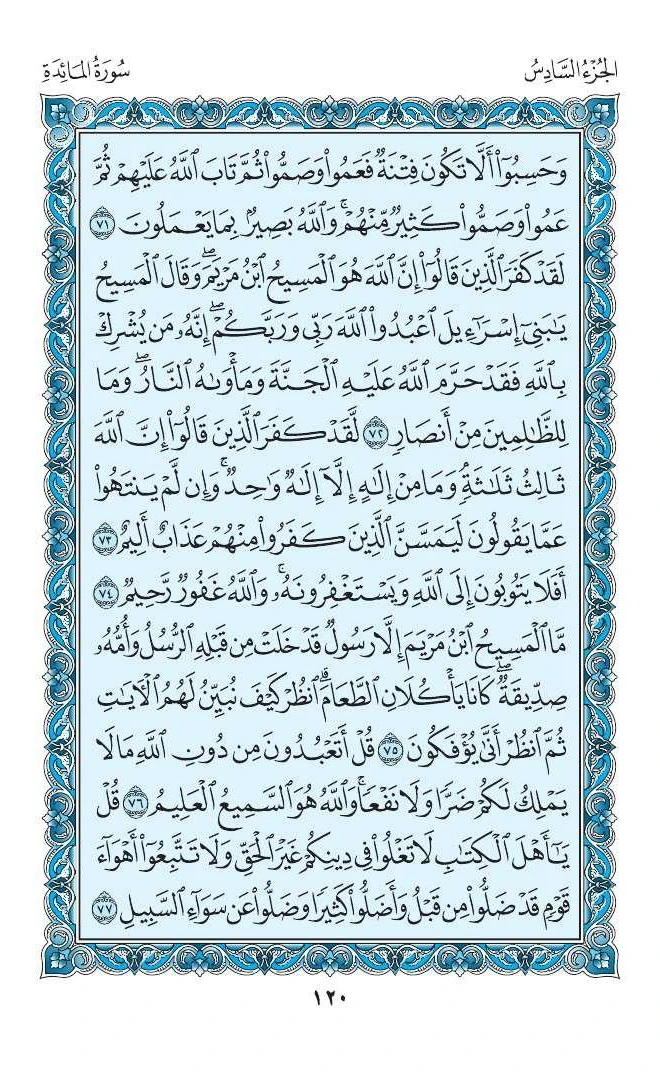 الجُزْءُ السَّادِسُ
سُورَةُ المَائِدَةِ
وَحَسِبُوٓا۟ أَلَّا تَكُونَ فِتْنَةٌ فَعَمُوا۟ وَصَمُّوا۟ ثُمَّ تَابَ ٱللَّهُ عَلَيْهِمْ ثُمَّ
عَمُوا۟ وَصَمُّوا۟ كَثِيرٌ مِّنْهُمْ ۚ وَٱللَّهُ بَصِيرٌۢ بِمَا يَعْمَلُونَ ٧١
لَقَدْ كَفَرَ ٱلَّذِينَ قَالُوٓا۟ إِنَّ ٱللَّهَ هُوَ ٱلْمَسِيحُ ٱبْنُ مَرْيَمَ ۖ وَقَالَ ٱلْمَسِيحُ
يَٰبَنِىٓ إِسْرَٰٓءِيلَ ٱعْبُدُوا۟ ٱللَّهَ رَبِّى وَرَبَّكُمْ ۖ إِنَّهُۥ مَن يُشْرِكْ
بِٱللَّهِ فَقَدْ حَرَّمَ ٱللَّهُ عَلَيْهِ ٱلْجَنَّةَ وَمَأْوَىٰهُ ٱلنَّارُ ۖ وَمَا
لِلظَّٰلِمِينَ مِنْ أَنصَارٍ ٧٢ لَّقَدْ كَفَرَ ٱلَّذِينَ قَالُوٓا۟ إِنَّ ٱللَّهَ
ثَالِثُ ثَلَٰثَةٍ ۘ وَمَا مِنْ إِلَٰهٍ إِلَّآ إِلَٰهٌ وَٰحِدٌ ۚ وَإِن لَّمْ يَنتَهُوا۟
عَمَّا يَقُولُونَ لَيَمَسَّنَّ ٱلَّذِينَ كَفَرُوا۟ مِنْهُمْ عَذَابٌ أَلِيمٌ ٧٣
أَفَلَا يَتُوبُونَ إِلَى ٱللَّهِ وَيَسْتَغْفِرُونَهُۥ ۚ وَٱللَّهُ غَفُورٌ رَّحِيمٌ ٧٤
مَّا ٱلْمَسِيحُ ٱبْنُ مَرْيَمَ إِلَّا رَسُولٌ قَدْ خَلَتْ مِن قَبْلِهِ ٱلرُّسُلُ وَأُمُّهُۥ
صِدِّيقَةٌ ۖ كَانَا يَأْكُلَانِ ٱلطَّعَامَ ۗ ٱنظُرْ كَيْفَ نُبَيِّنُ لَهُمُ ٱلْءَايَٰتِ
ثُمَّ ٱنظُرْ أَنَّىٰ يُؤْفَكُونَ ٧٥ قُلْ أَتَعْبُدُونَ مِن دُونِ ٱللَّهِ مَا لَا
يَمْلِكُ لَكُمْ ضَرًّا وَلَا نَفْعًا ۚ وَٱللَّهُ هُوَ ٱلسَّمِيعُ ٱلْعَلِيمُ ٧٦ قُلْ
يَٰٓأَهْلَ ٱلْكِتَٰبِ لَا تَغْلُوا۟ فِى دِينِكُمْ غَيْرَ ٱلْحَقِّ وَلَا تَتَّبِعُوٓا۟ أَهْوَآءَ
قَوْمٍ قَدْ ضَلُّوا۟ مِن قَبْلُ وَأَضَلُّوا۟ كَثِيرًا وَضَلُّوا۟ عَن سَوَآءِ ٱلسَّبِيلِ ٧٧
١٢٠